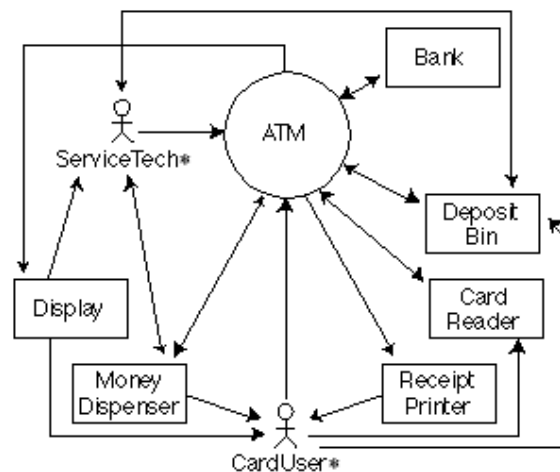 Bank
ATM
ServiceTech*
Deposit
Bin
Display
Card
Reader
Money
Dispenser
Receipt
Printer
CardUser*